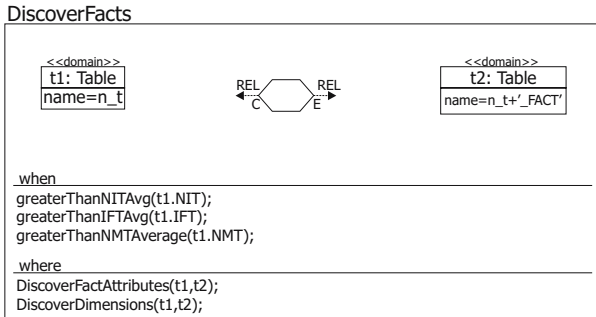 DiscoverFacts
<<domain>>
t1: Table
name=n_t
REL
REL
C
E
<<domain>>
t2: Table
name=n_t+'_FACT'
when
greaterThanNITAvg(t1.NIT);
greaterThanIFTAvg(t1.IFT);
greaterThanNMTAverage(t1.NMT);
where
DiscoverFactAttributes(t1,t2);
DiscoverDimensions(t1,t2);